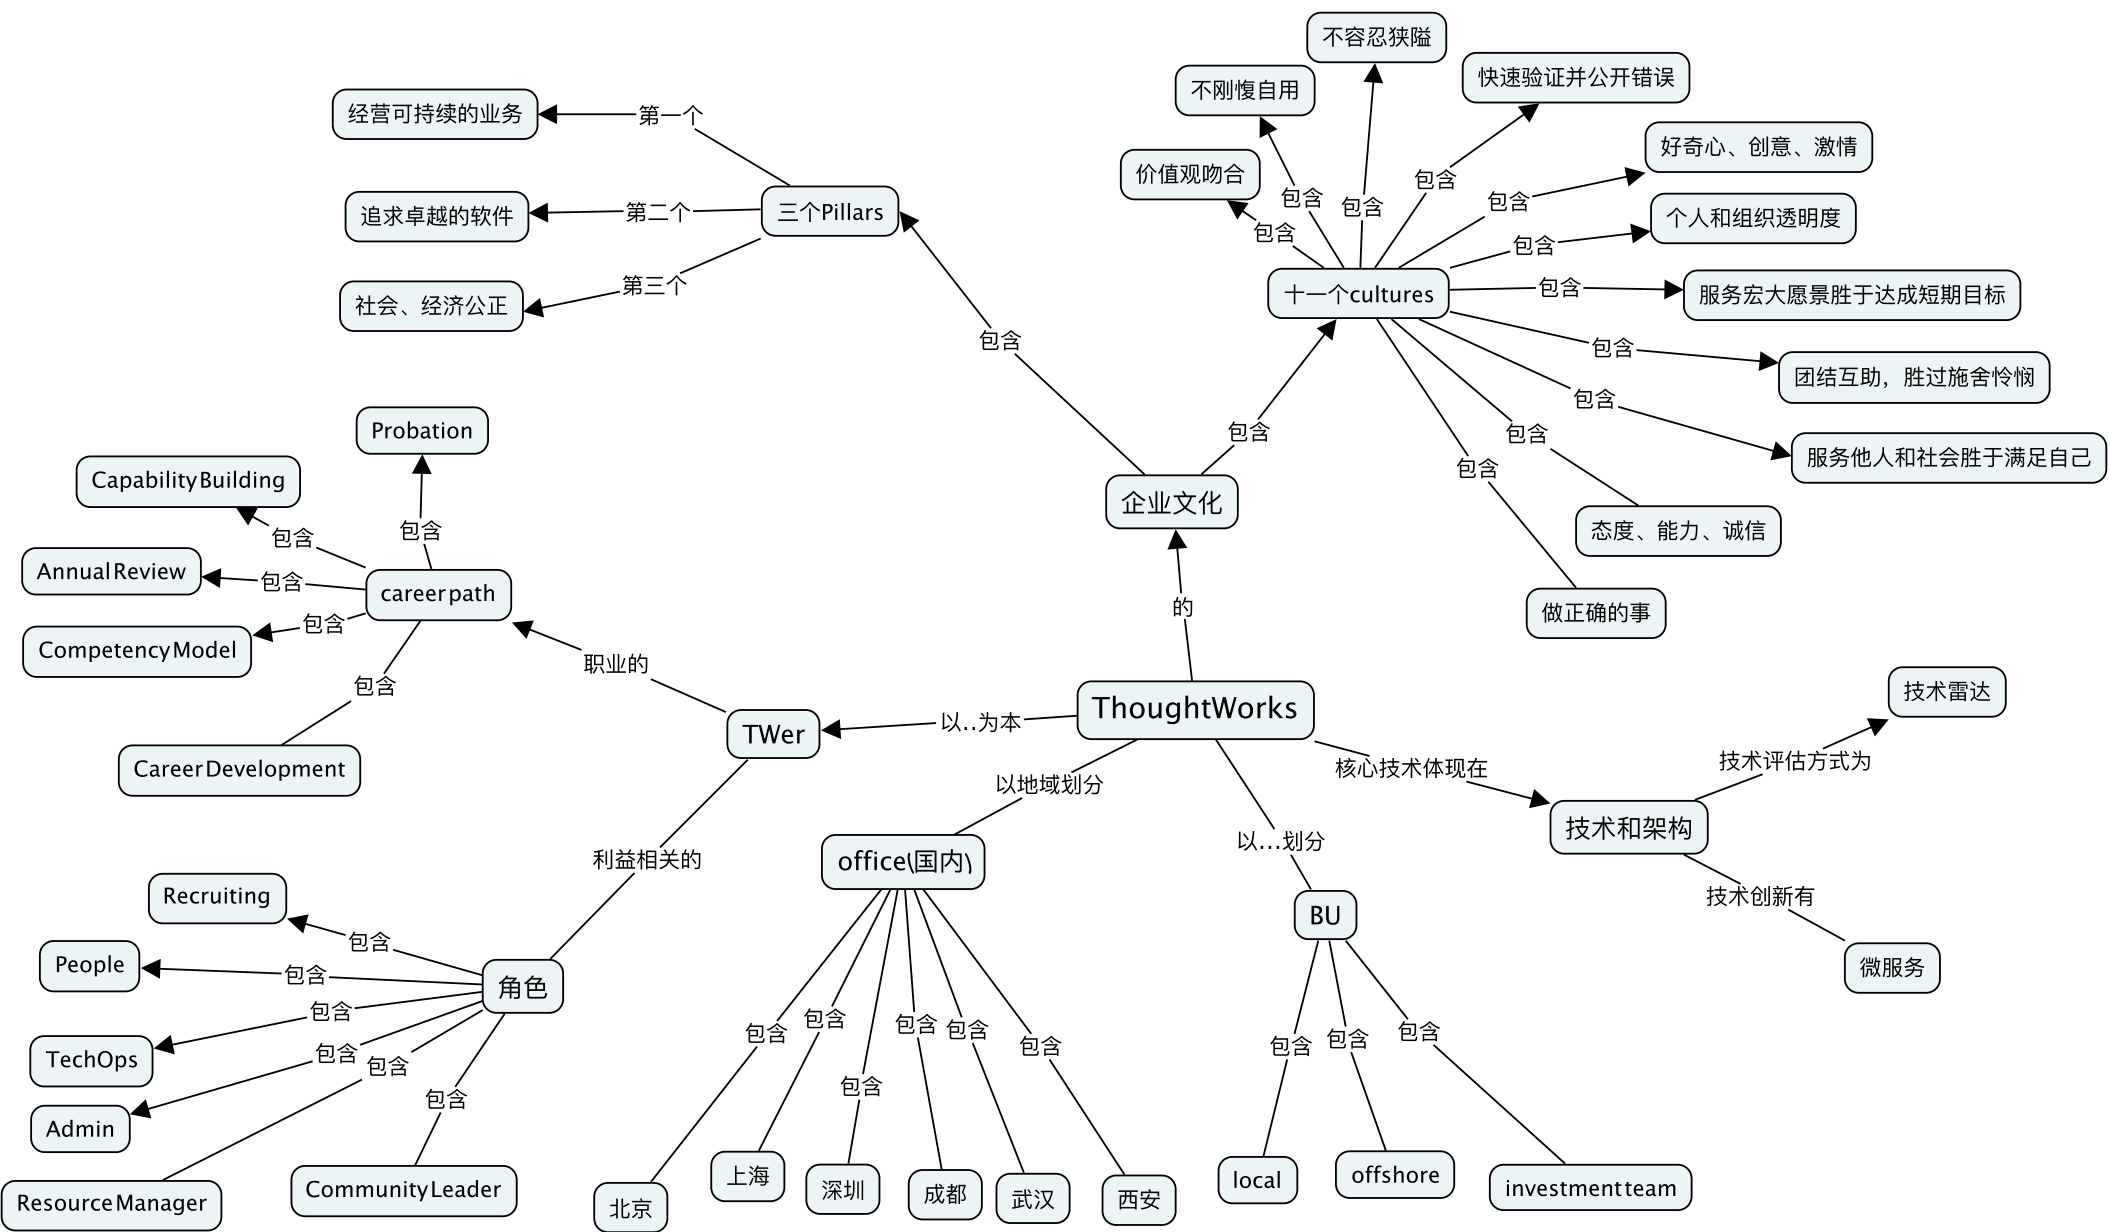 不容忍狭隘
快速验证并公开错误
不刚愎自用
经营可持续的业务
第一个
好奇心、创意、激情
价值观吻合
包含
包含
包含
包含
追求卓越的软件
第二个
三个Pillars
个人和组织透明度
包含
包含
第三个
社会、经济公正
十一个cultures
包含
服务宏大愿景胜于达成短期目标
包含
包含
团结互助，胜过施舍怜悯
包含
Probation
包含
包含
服务他人和社会胜于满足自己
CapabilityBuilding
包含
企业文化
包含
包含
态度、能力、诚信
AnnualReview
包含
careerpath
的
做正确的事
CompetencyModel
包含
职业的
包含
技术雷达
ThoughtWorks
以..为本
TWer
CareerDevelopment
核心技术体现在
技术评估方式为
以地域划分
技术和架构
以...划分
利益相关的
office(国内)
Recruiting
技术创新有
BU
包含
People
包含
角色
微服务
包含
TechOps
包含
包含
包含
包含
包含
包含
包含
包含
包含
包含
包含
包含
Admin
local
offshore
investmentteam
ResourceManager
CommunityLeader
北京
上海
深圳
成都
武汉
西安